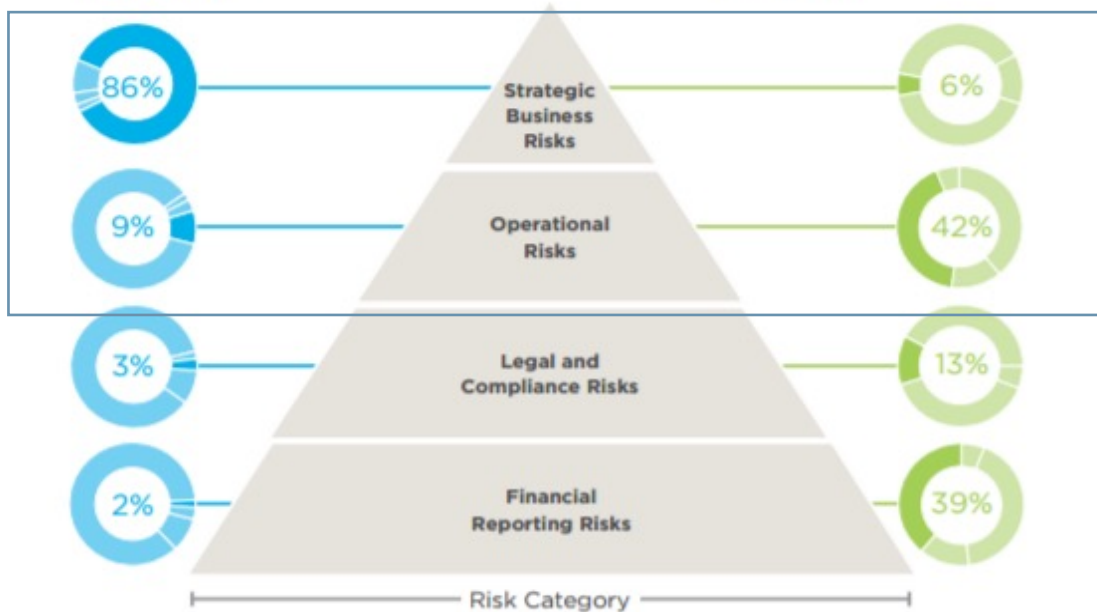 86%
Strategic
Business
Risks
6%
9%
Operational
Risks
42%
3%
Legal and
Compliance Risks
13%
2%
Financial
Reporting Risks
39%
Risk Category